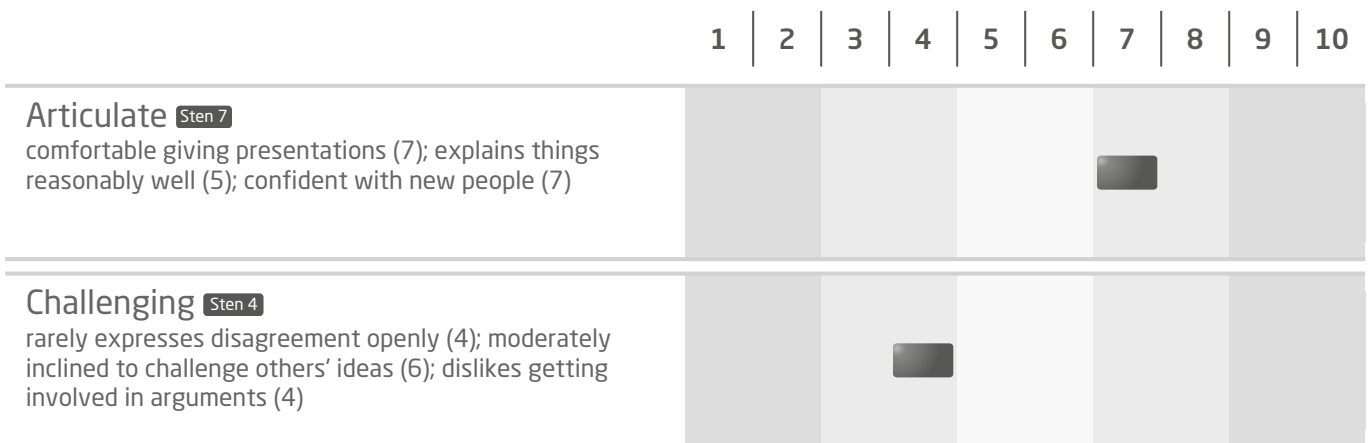 1 2 3 4 5 6 7 8 9 10
Articulate Sten 7
comfortable giving presentations (7); explains things
reasonably well (5); confident with new people (7)
Challenging Sten 4
rarely expresses disagreement openly (4); moderately
inclined to challenge others’ ideas (6); dislikes getting
involved in arguments (4)